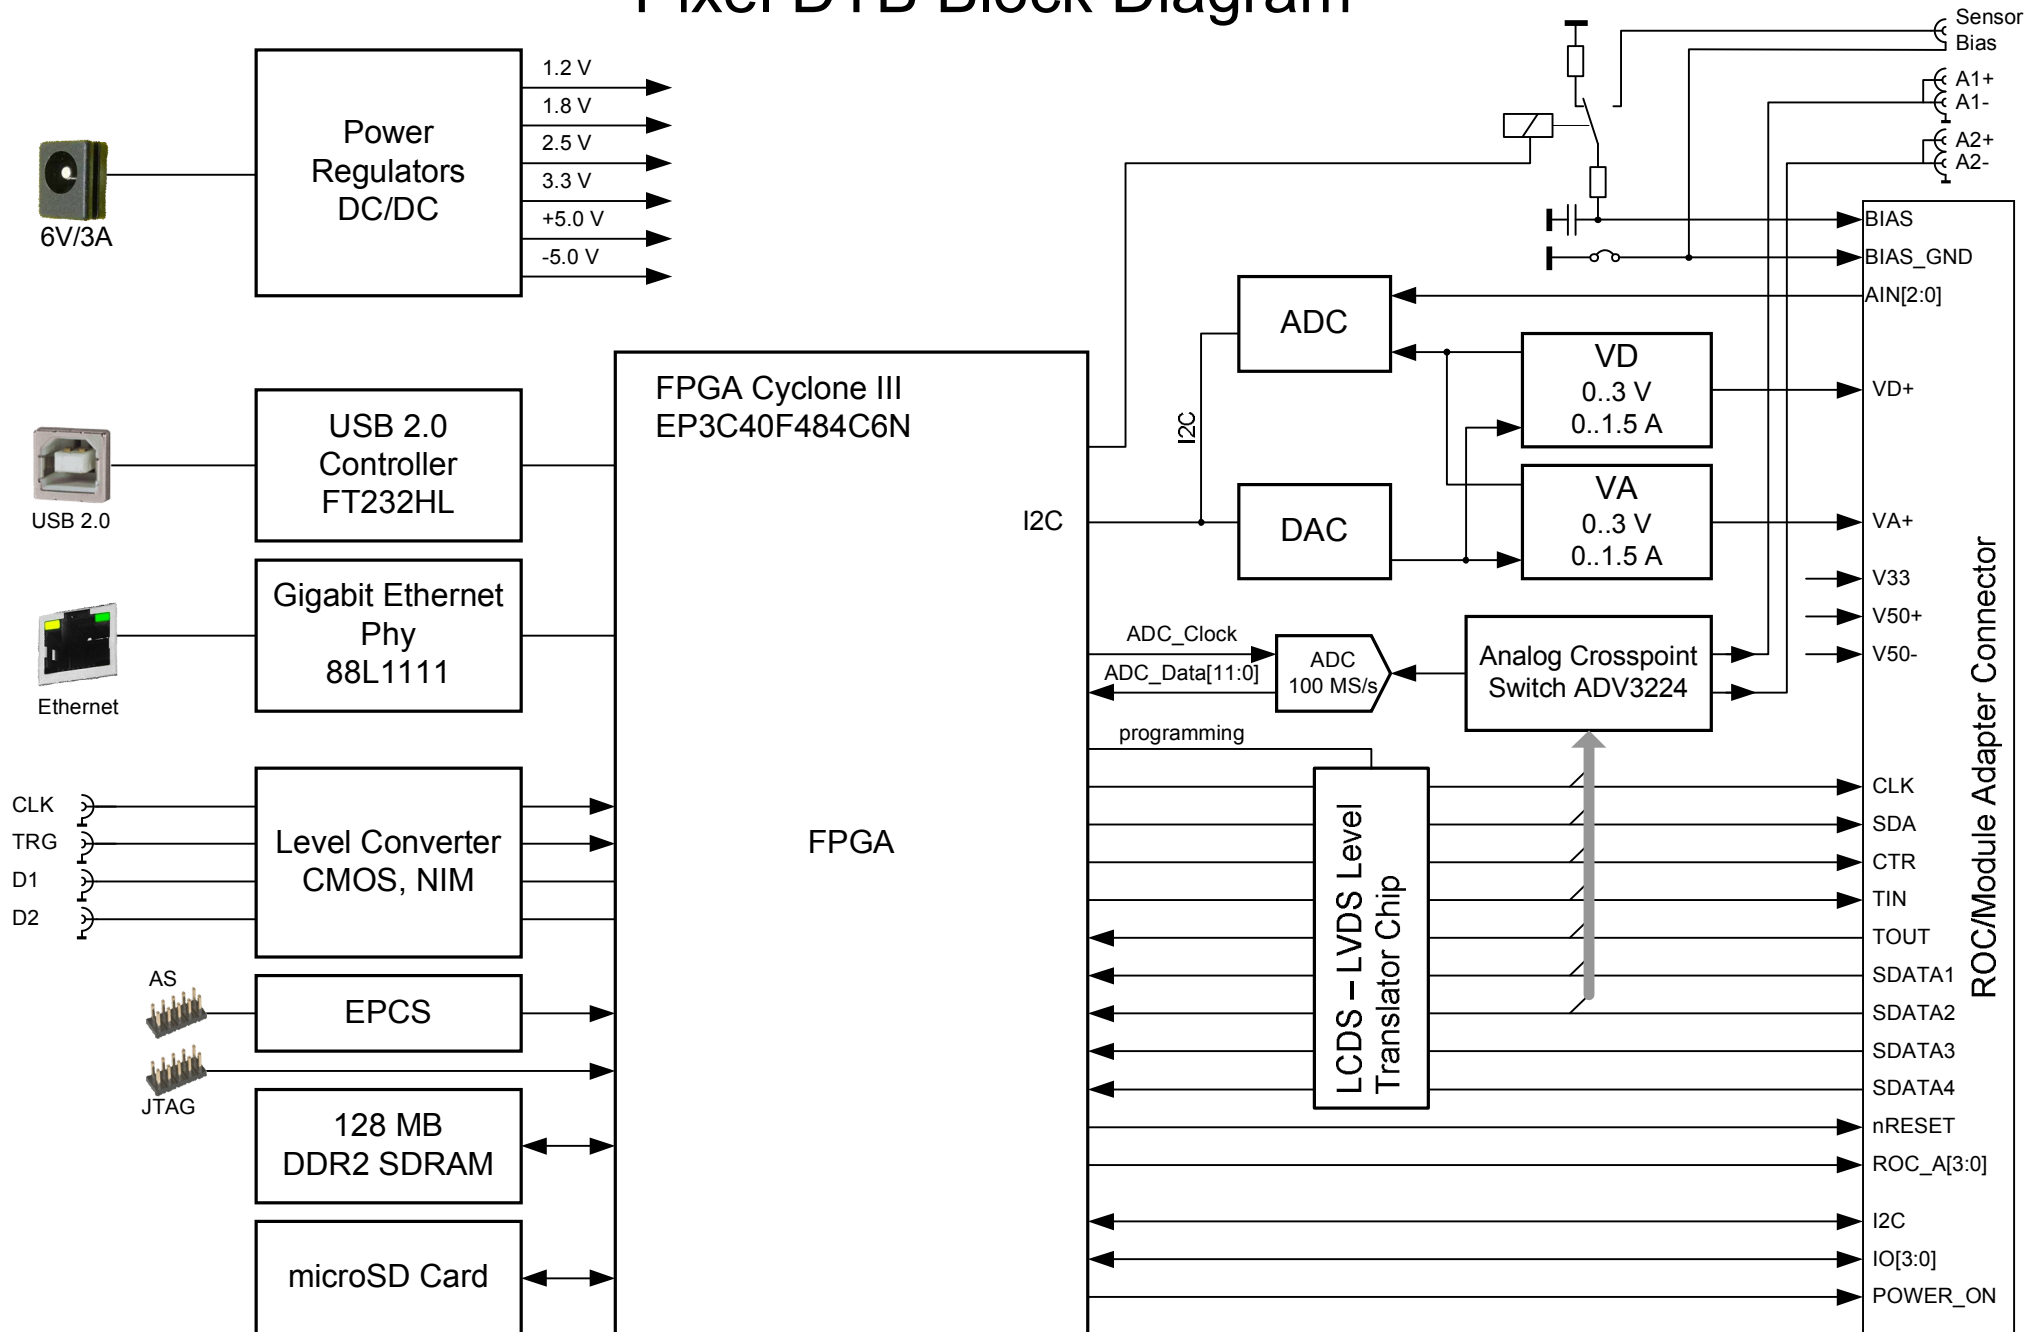 Pixel DTB Block Diagram
Sensor
Bias
A1+
A1-
A2+
A2-
1.2 V
1.8 V
2.5 V
3.3 V
+5.0 V
-5.0 V
Power
Regulators
DC/DC
6V/3A
BIAS
BIAS_GND
AIN[2:0]
ADC
VD
0..3 V
0..1.5 A
VD+
FPGA Cyclone III
EP3C40F484C6N
USB 2.0
Controller
FT232HL
USB 2.0
I2C
I2C
DAC
VA
0..3 V
0..1.5 A
VA+
V33
V50+
V50-
Gigabit Ethernet
Phy
88L1111
Ethernet
ADC_Clock
ADC_Data[11:0]
ADC
100 MS/s
Analog Crosspoint
Switch ADV3224
programming
ROC/Module Adapter Connector
CLK
TRG
D1
D2
Level Converter
CMOS, NIM
FPGA
LCDS – LVDS Level
Translator Chip
CLK
SDA
CTR
TIN
TOUT
SDATA1
SDATA2
SDATA3
SDATA4
nRESET
ROC_A[3:0]
I2C
IO[3:0]
POWER_ON
AS
EPCS
JTAG
128 MB
DDR2 SDRAM
microSD Card